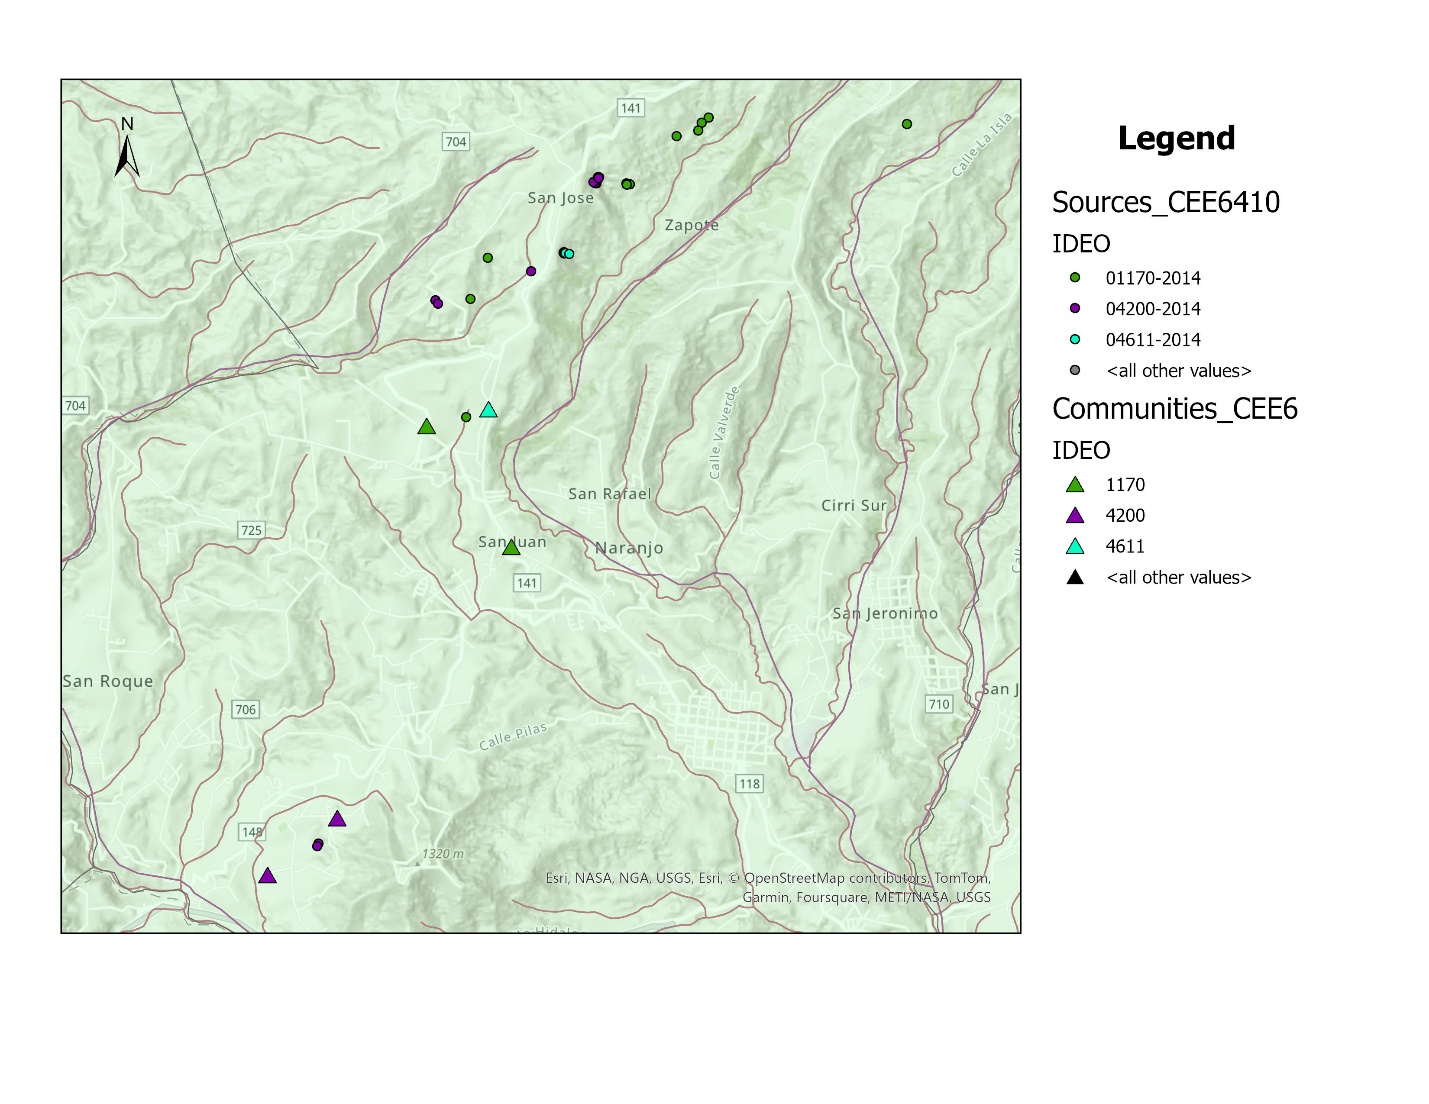 N
141
704
Calle La Isla
San Jose
Zapote
704
Calle Valverde
San Rafael
Cirri Sur
725
San Juan
Naranjo
141
San Jeronimo
San Roque
San J
706
710
Calle Pilas
118
148
1320 m
Esri, NASA, NGA, USGS, Esri, © OpenStreetMap contributors, TomTom,
Garmin, Foursquare, METI/NASA, USGS
Legend
Sources_CEE6410
IDEO
01170-2014
04200-2014
04611-2014
<all other values>
Communities_CEE6
IDEO
1170
4200
4611
<all other values>